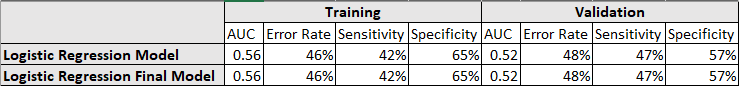 Training Validation
AUC Error Rate Sensitivity Specificity AUC Error Rate Sensitivity Specificity
Logistic Regression Model 0.56 46% 42% 65% 0.52 48% 47% 57%
Logistic Regression Final Model 0.56 46% 42% 65% 0.52 48% 47% 57%